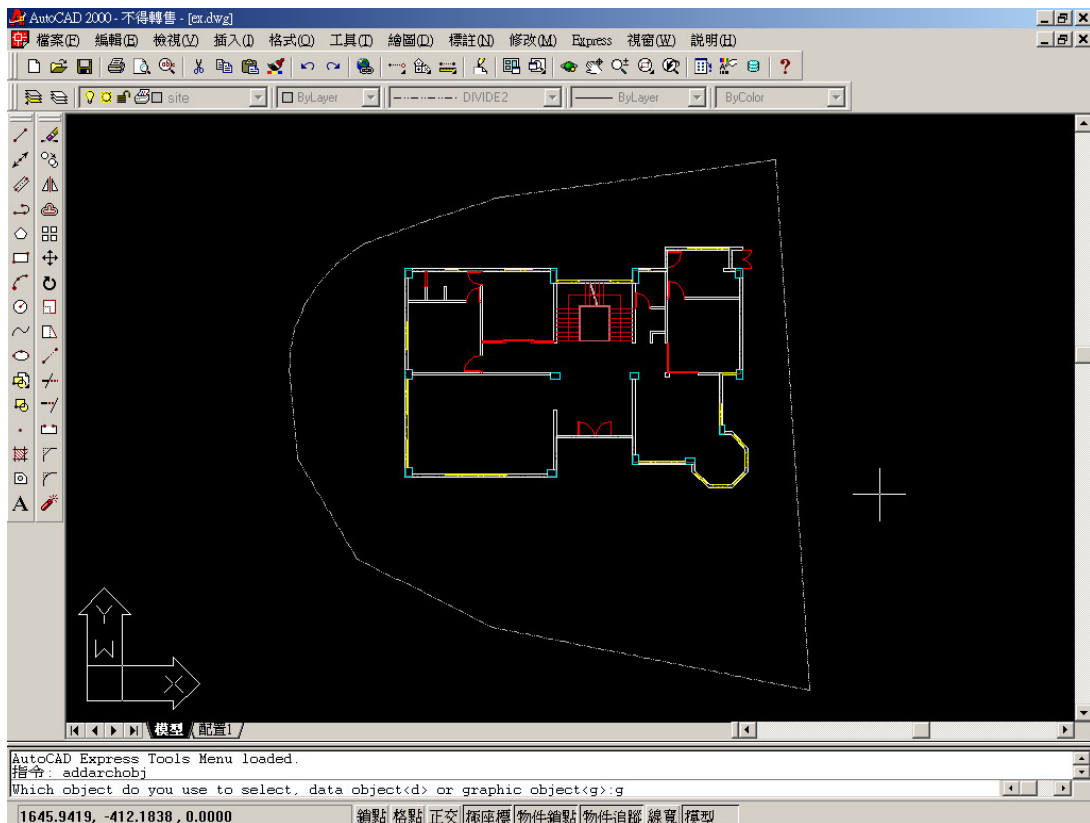 AutoCAD 2000 - 不得轉售 - [ex.dwg]
檔案(F) 編輯(E) 檢視(V) 插入(I) 格式(O) 工具(T) 繪圖(D) 標註(N) 修改(M) Express 視窗(W) 說明(H)
site ByLayer DIVIDE2 ByLayer ByColor
A
Y
W
X
模型 配置1
AutoCAD Express Tools Menu loaded.
指令: addarchobj
Which object do you use to select, data object<d> or graphic object<g>:g
1645.9419, -412.1838 , 0.0000 鎖點 格點 正交 極座標 物件鎖點 物件追蹤 線寬 模型